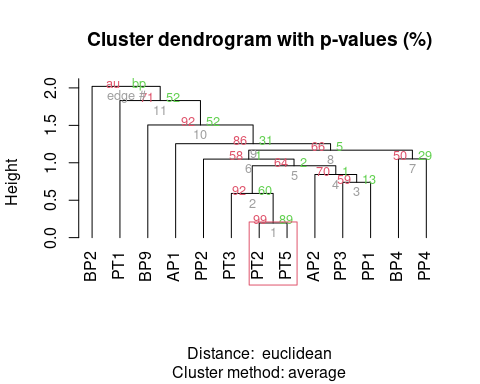 Cluster dendrogram with p-values (%)
Height
0.0 0.5 1.0 1.5 2.0
au bp
edge #
71 52
11
92 52
10
86 31
9
66 5
8
58 1
6
64 2
5
50 29
7
70 1
4
59 13
3
92 60
2
99 89
1
BP2 PT1 BP9 AP1 PP2 PT3 PT2 PT5 AP2 PP3 PP1 BP4 PP4
Distance: euclidean
Cluster method: average